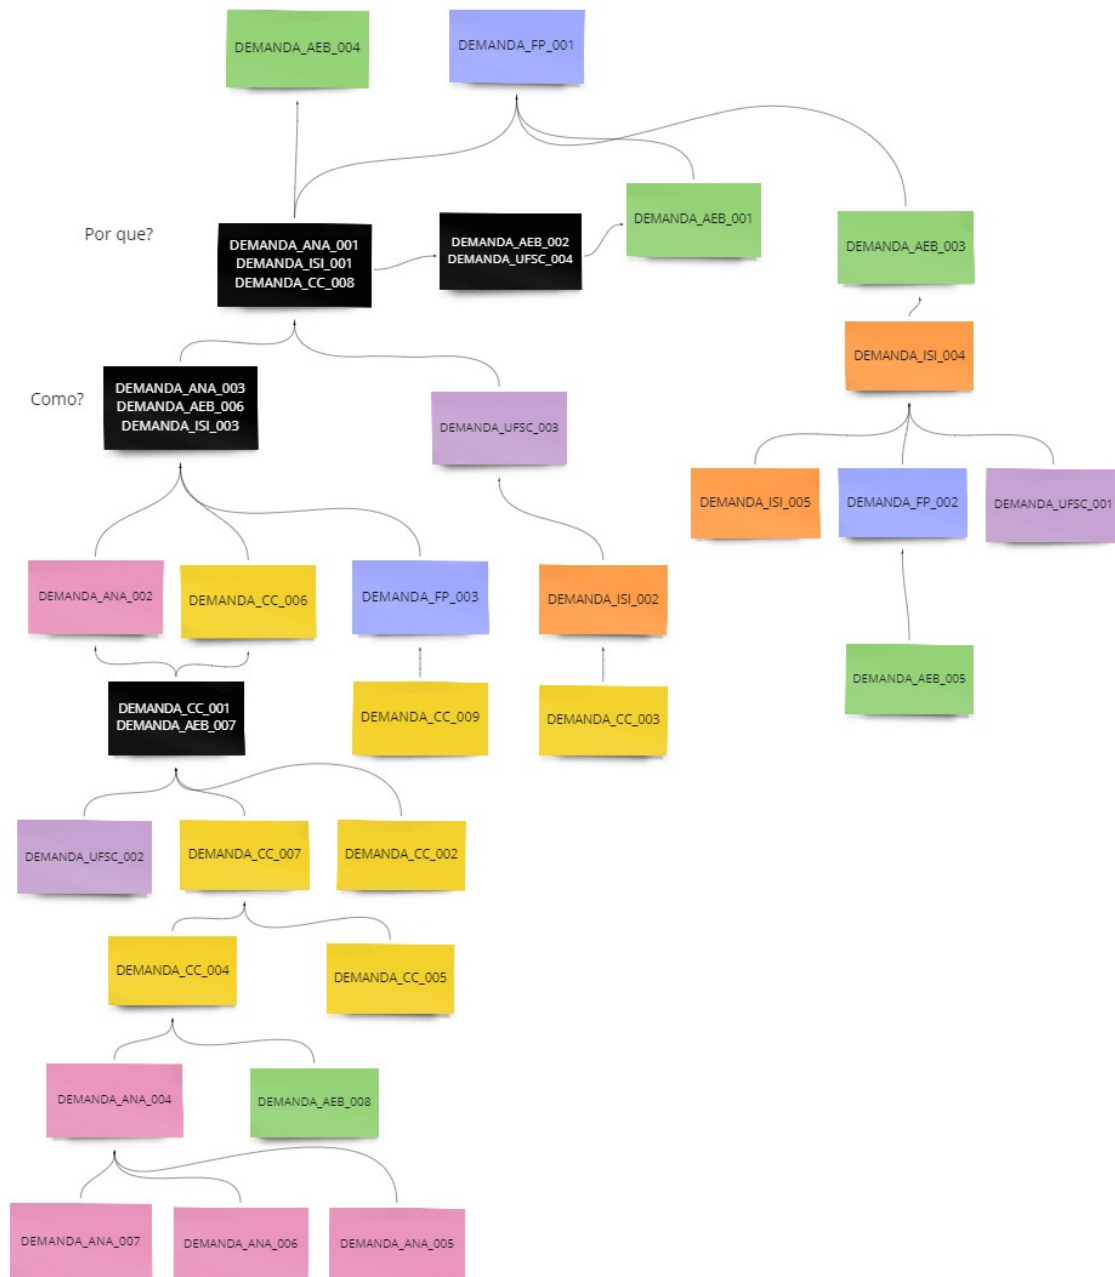 DEMANDA_AEB_004
DEMANDA_FP_001
DEMANDA_AEB_001
Por que?
DEMANDA_ANA_001
DEMANDA_ISI_001
DEMANDA_CC_008
DEMANDA_AEB_002
DEMANDA_UFSC_004
DEMANDA_AEB_003
DEMANDA_ISI_004
Como?
DEMANDA_ANA_003
DEMANDA_AEB_006
DEMANDA_ISI_003
DEMANDA_UFSC_003
DEMANDA_ISI_005
DEMANDA_FP_002
DEMANDA_UFSC_001
DEMANDA_ANA_002
DEMANDA_CC_006
DEMANDA_FP_003
DEMANDA_ISI_002
DEMANDA_AEB_005
DEMANDA_CC_001
DEMANDA_AEB_007
DEMANDA_CC_009
DEMANDA_CC_003
DEMANDA_UFSC_002
DEMANDA_CC_007
DEMANDA_CC_002
DEMANDA_CC_004
DEMANDA_CC_005
DEMANDA_ANA_004
DEMANDA_AEB_008
DEMANDA_ANA_007
DEMANDA_ANA_006
DEMANDA_ANA_005